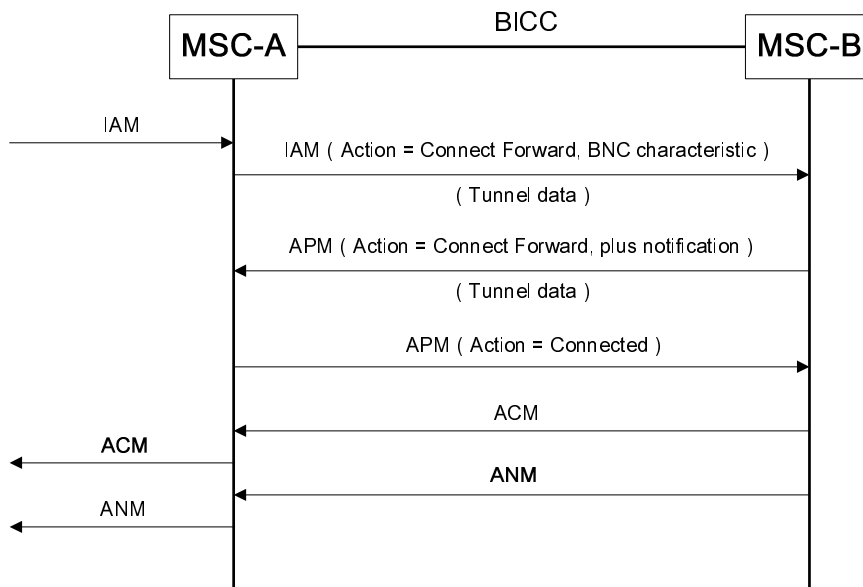 BICC
MSC-A
MSC-B
IAM
IAM ( Action = Connect Forward, BNC characteristic )
( Tunnel data )
APM ( Action = Connect Forward, plus notification )
( Tunnel data )
APM ( Action = Connected )
ACM
ACM
ANM
ANM